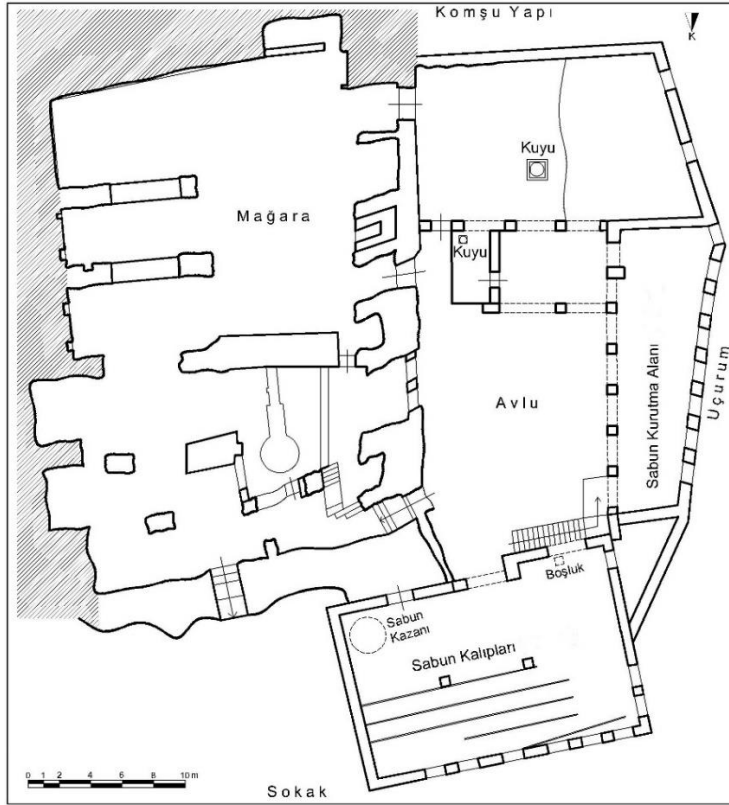 Komşu Yapı
K
Kuyu
Mağara
Kuyu
Sabun Kurutma Alanı
Uçurum
Avlu
Boşluk
Sabun
Kazanı
Sabun Kalıpları
0 1 2 4 6 8 10 m
Sokak